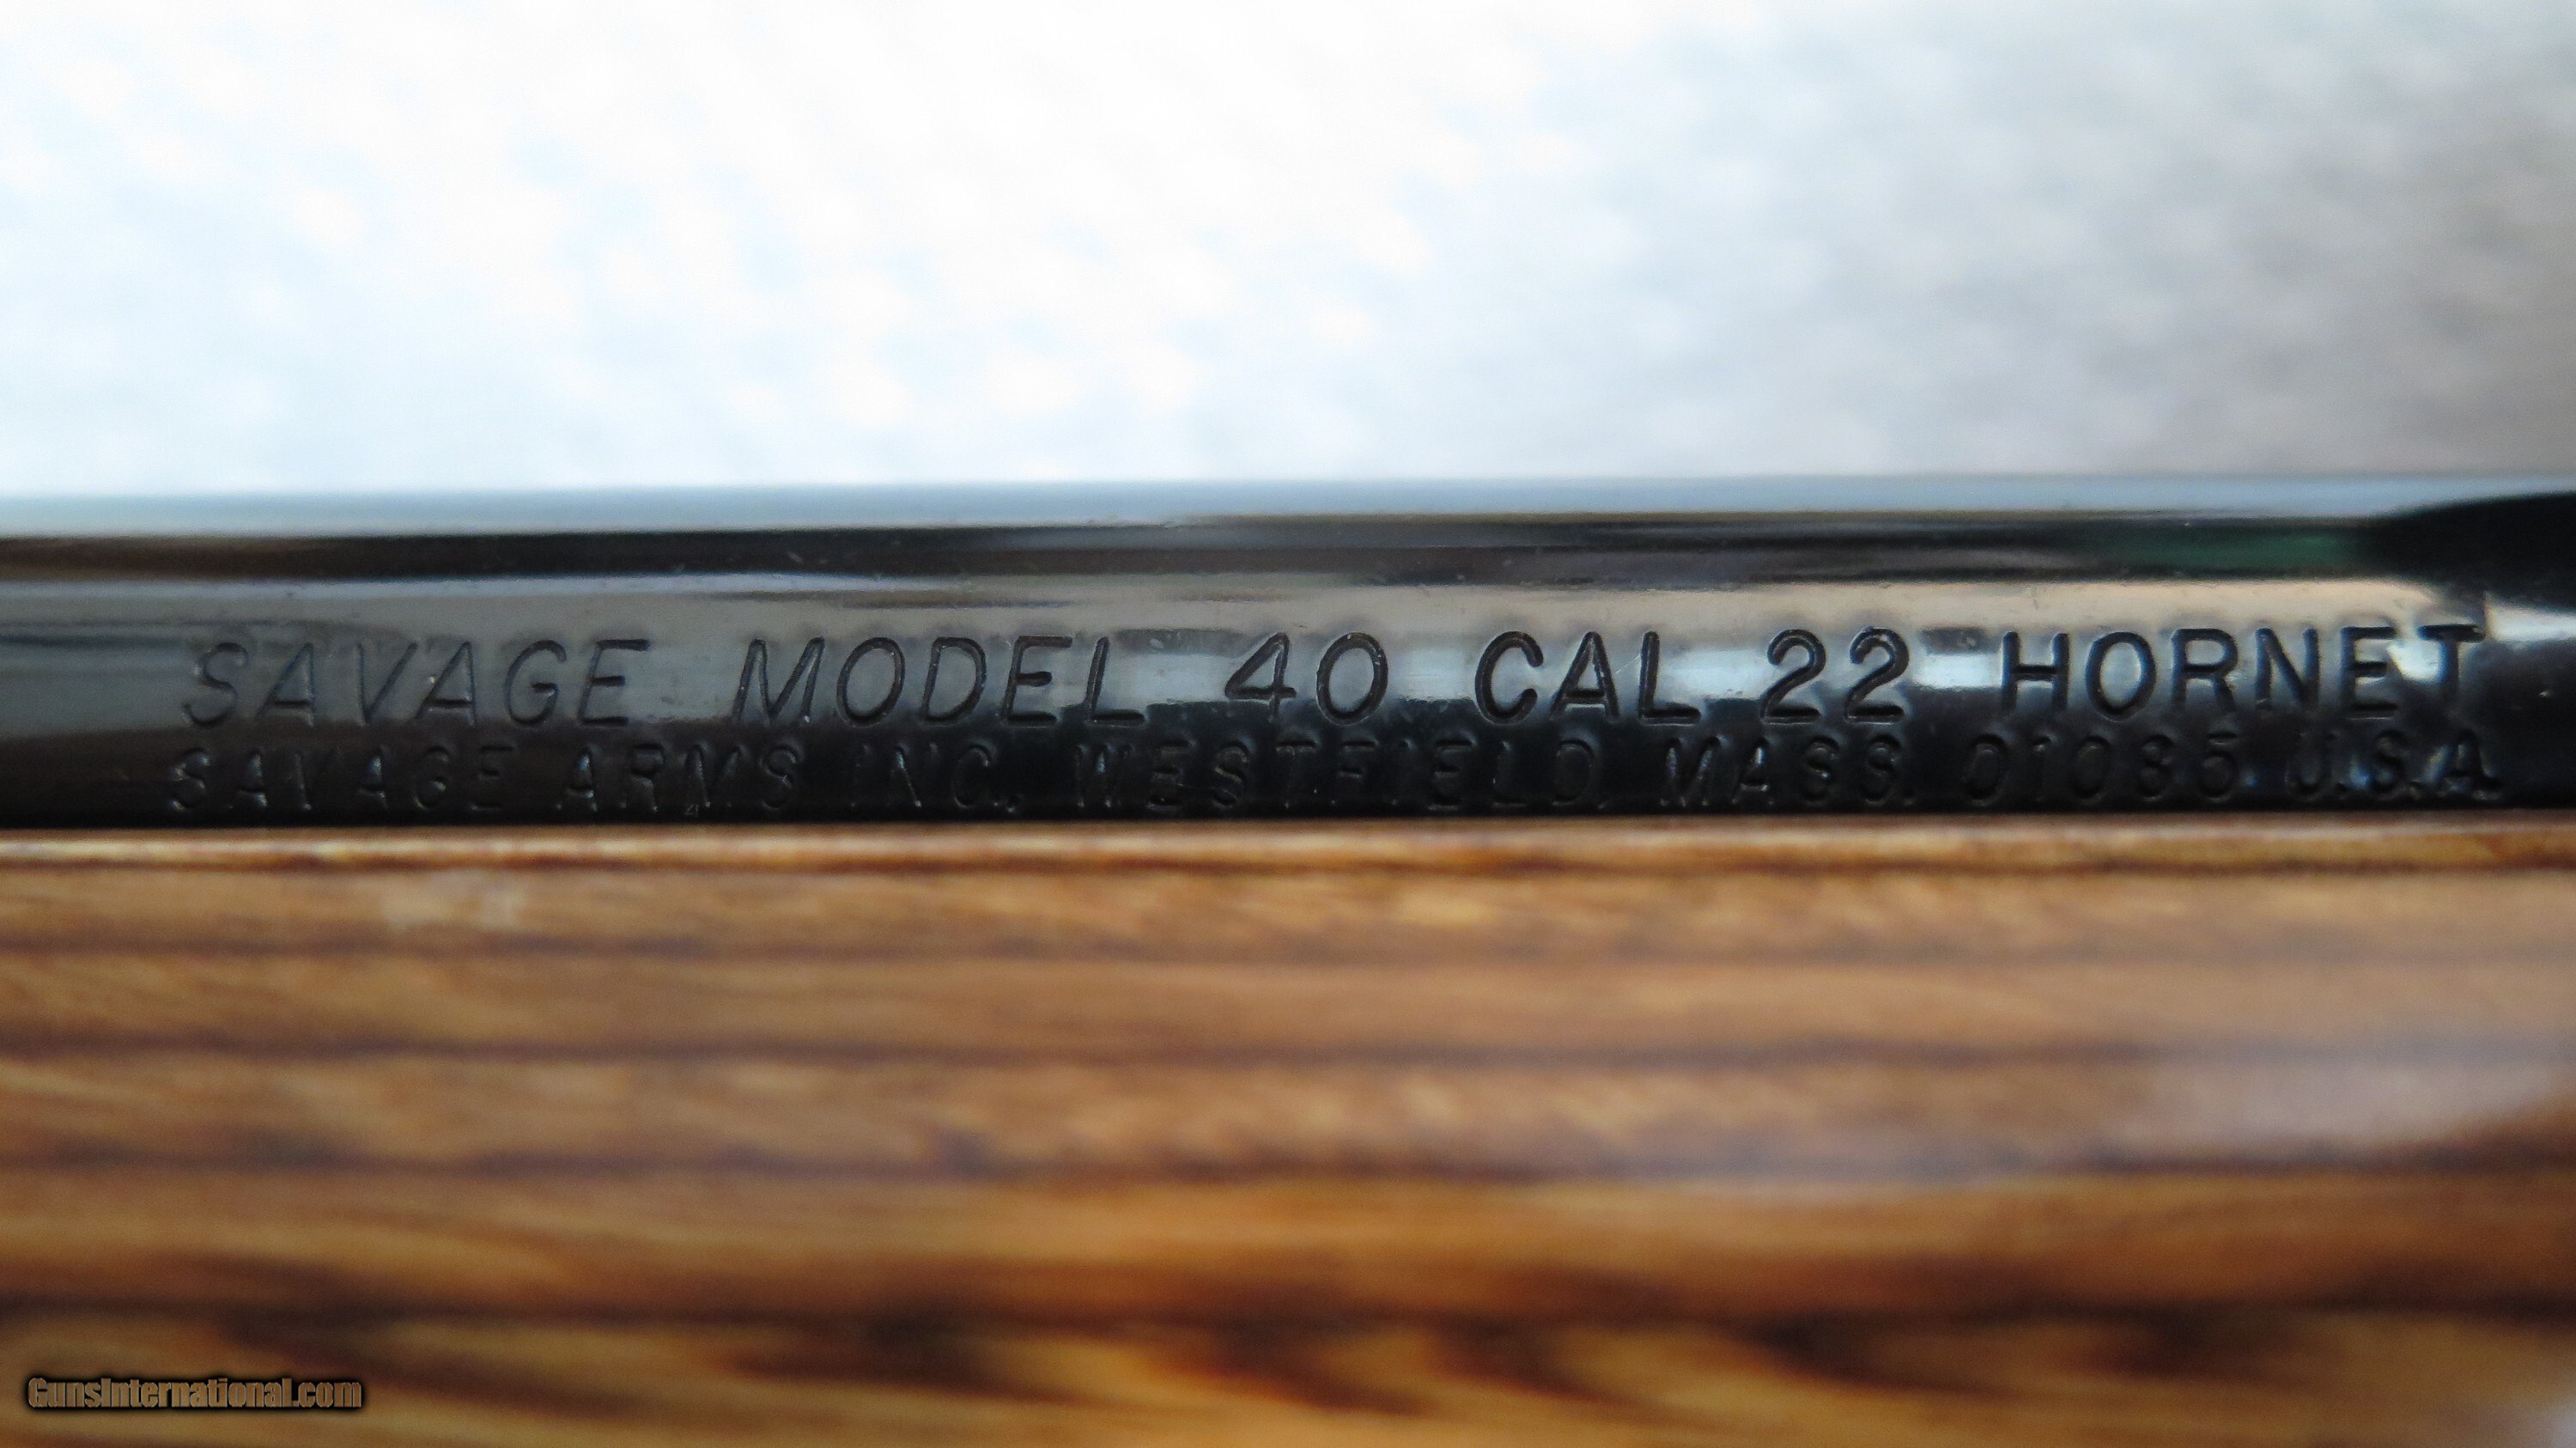 SAVAGE MODEL 40 CAL 22 HORNET
SAVAGE ARMS INC. WESTFIELD, MASS. 01085 U.S.A.
GunsInternational.com